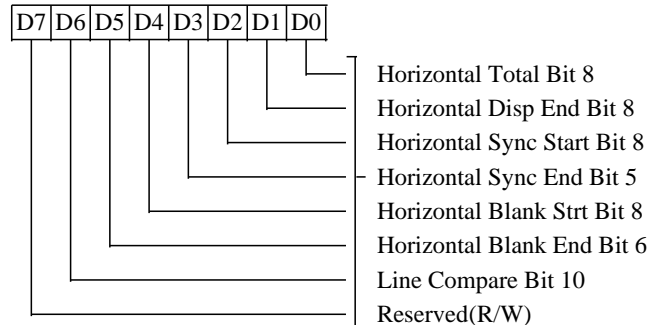 D7 D6 D5 D4 D3 D2 D1 D0
Horizontal Total Bit 8
Horizontal Disp End Bit 8
Horizontal Sync Start Bit 8
Horizontal Sync End Bit 5
Horizontal Blank Strt Bit 8
Horizontal Blank End Bit 6
Line Compare Bit 10
Reserved(R/W)